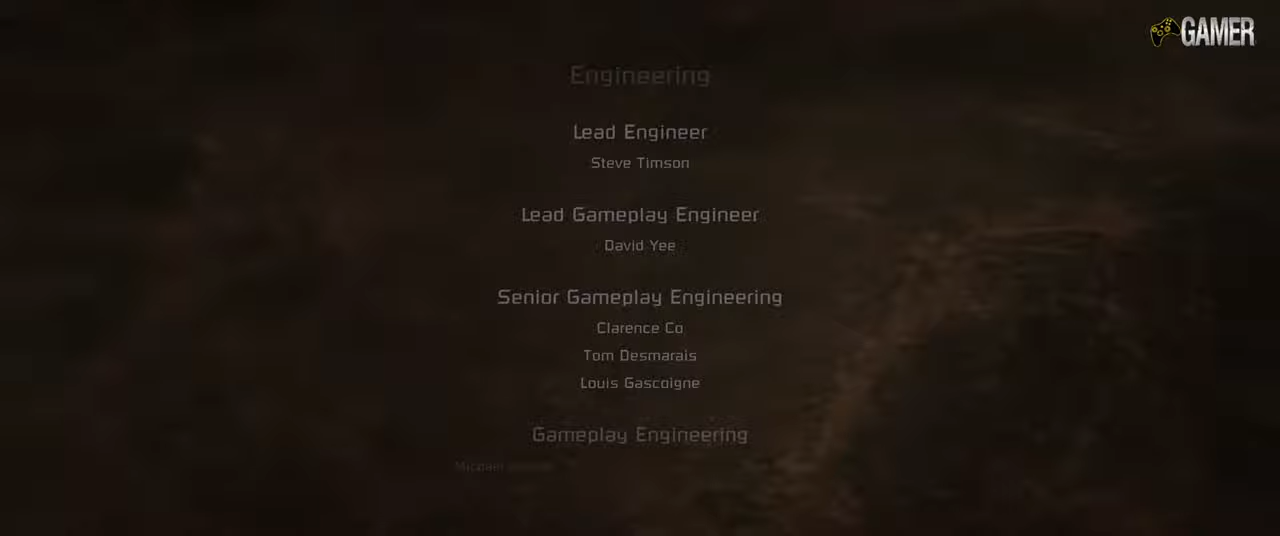 GAMER
Engineering
Lead Engineer
Steve Timson
Lead Gameplay Engineer
David Yee
Senior Gameplay Engineering
Clarence Co
Tom Desmarais
Louis Gascoigne
Gameplay Engineering
Michael